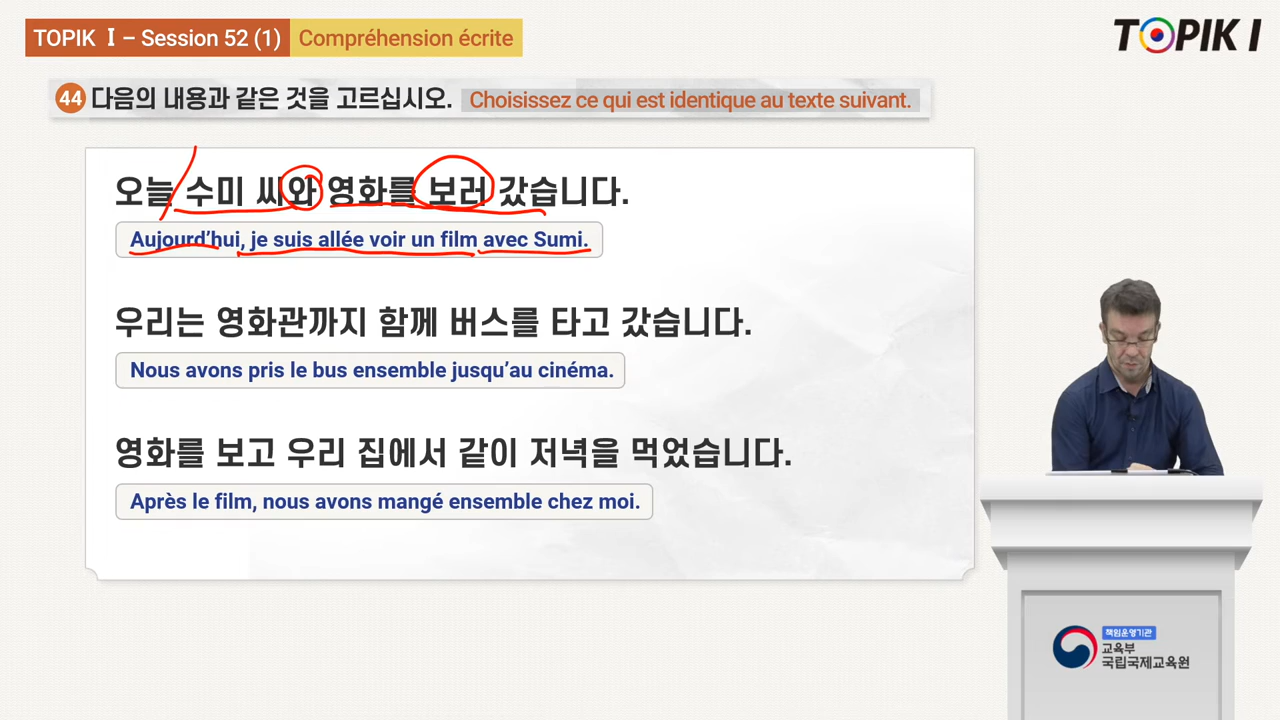 TOPIK Ⅰ – Session 52 (1) Compréhension écrite
TOPIK I
44 다음의 내용과 같은 것을 고르십시오. Choisissez ce qui est identique au texte suivant.
오늘 수미 씨와 영화를 보러 갔습니다.
Aujourd'hui, je suis allée voir un film avec Sumi.
우리는 영화관까지 함께 버스를 타고 갔습니다.
Nous avons pris le bus ensemble jusqu'au cinéma.
영화를 보고 우리 집에서 같이 저녁을 먹었습니다.
Après le film, nous avons mangé ensemble chez moi.
책임운영기관
교육부
국립국제교육원